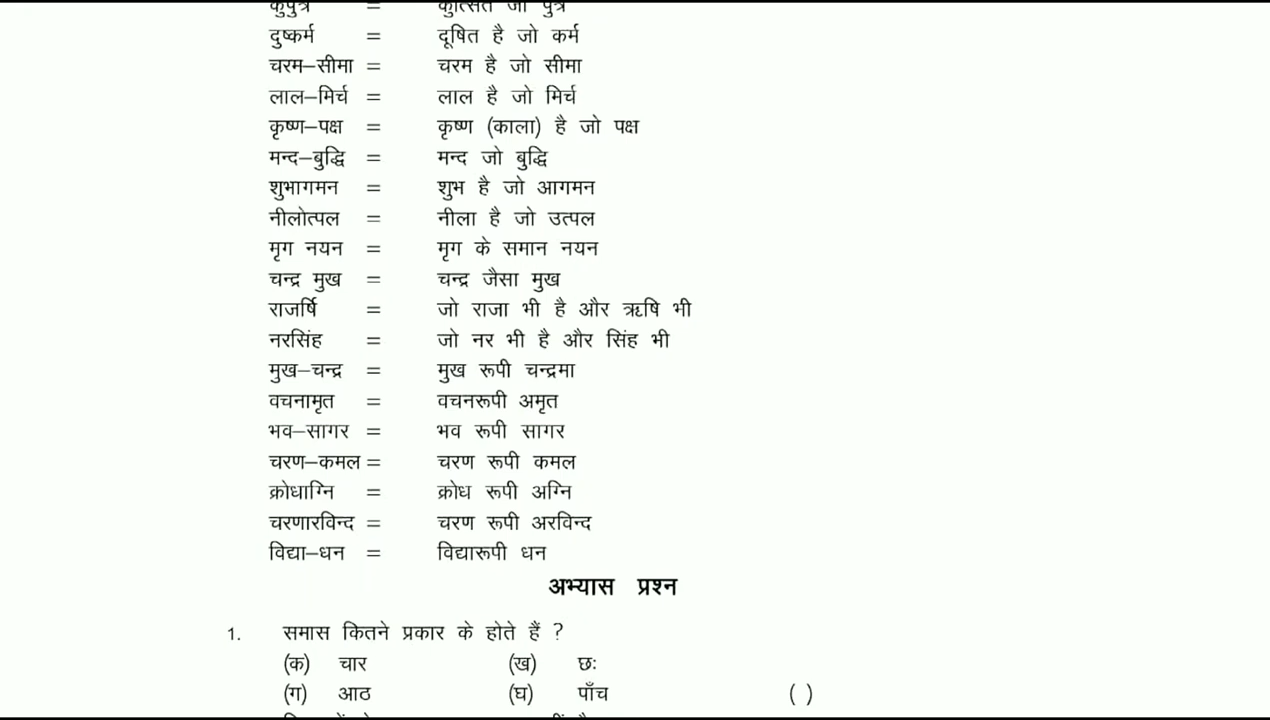 कुपुत्र = कुत्सित जो पुत्र
दुष्कर्म = दूषित है जो कर्म
चरम–सीमा = चरम है जो सीमा
लाल–मिर्च = लाल है जो मिर्च
कृष्ण–पक्ष = कृष्ण (काला) है जो पक्ष
मन्द–बुद्धि = मन्द जो बुद्धि
शुभागमन = शुभ है जो आगमन
नीलोत्पल = नीला है जो उत्पल
मृग नयन = मृग के समान नयन
चन्द्र मुख = चन्द्र जैसा मुख
राजर्षि = जो राजा भी है और ऋषि भी
नरसिंह = जो नर भी है और सिंह भी
मुख–चन्द्र = मुख रूपी चन्द्रमा
वचनामृत = वचनरूपी अमृत
भव–सागर = भव रूपी सागर
चरण–कमल = चरण रूपी कमल
क्रोधाग्नि = क्रोध रूपी अग्नि
चरणारविन्द = चरण रूपी अरविन्द
विद्या–धन = विद्यारूपी धन
अभ्यास प्रश्न
1. समास कितने प्रकार के होते हैं ?
(क) चार (ख) छः
(ग) आठ (घ) पाँच ( )